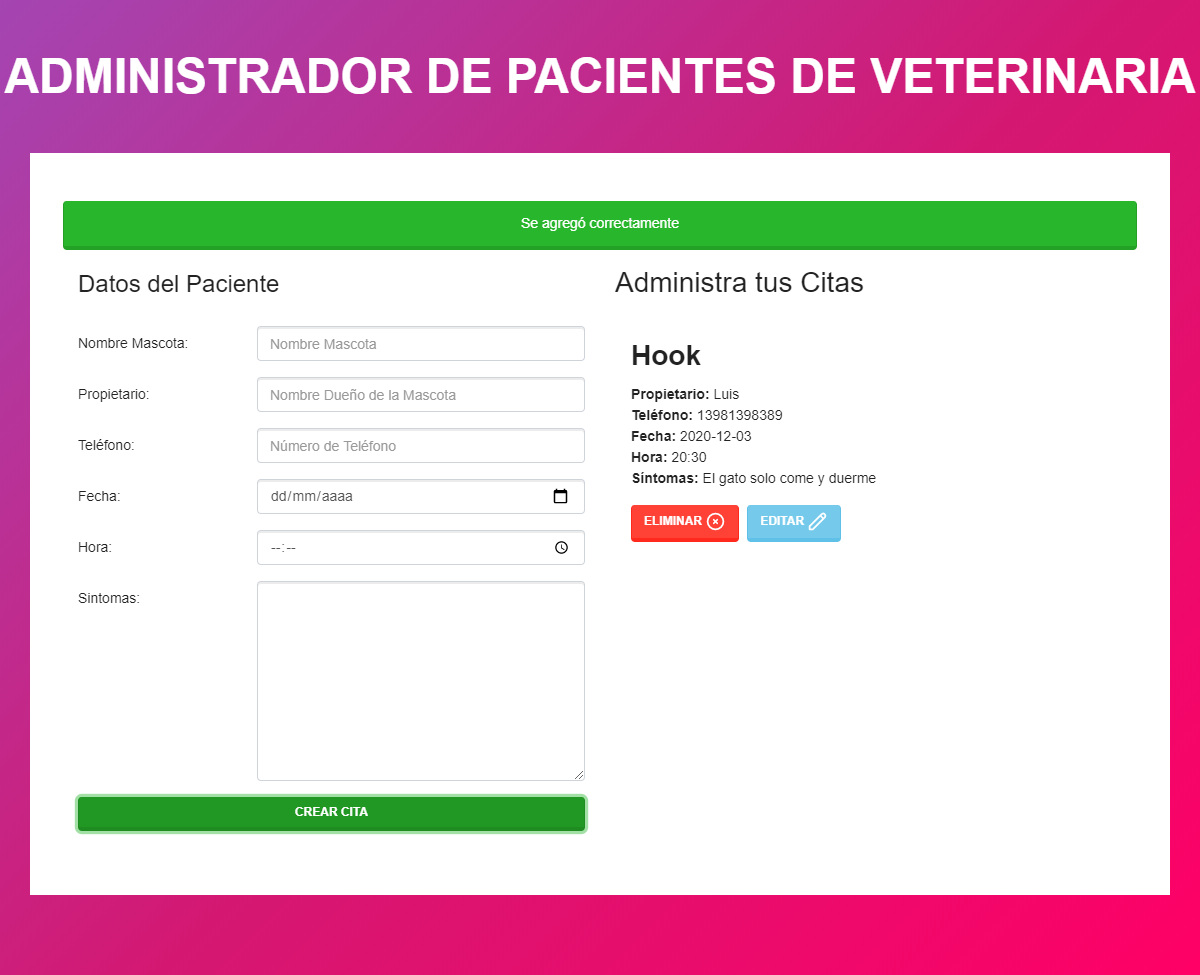 ADMINISTRADOR DE PACIENTES DE VETERINARIA
Se agregó correctamente
Datos del Paciente
Nombre Mascota:
Nombre Mascota
Propietario:
Nombre Dueño de la Mascota
Teléfono:
Número de Teléfono
Fecha:
dd/mm/aaaa
Hora:
--:--
Sintomas:
CREAR CITA
Administra tus Citas
Hook
Propietario: Luis
Teléfono: 13981398389
Fecha: 2020-12-03
Hora: 20:30
Síntomas: El gato solo come y duerme
ELIMINAR
EDITAR